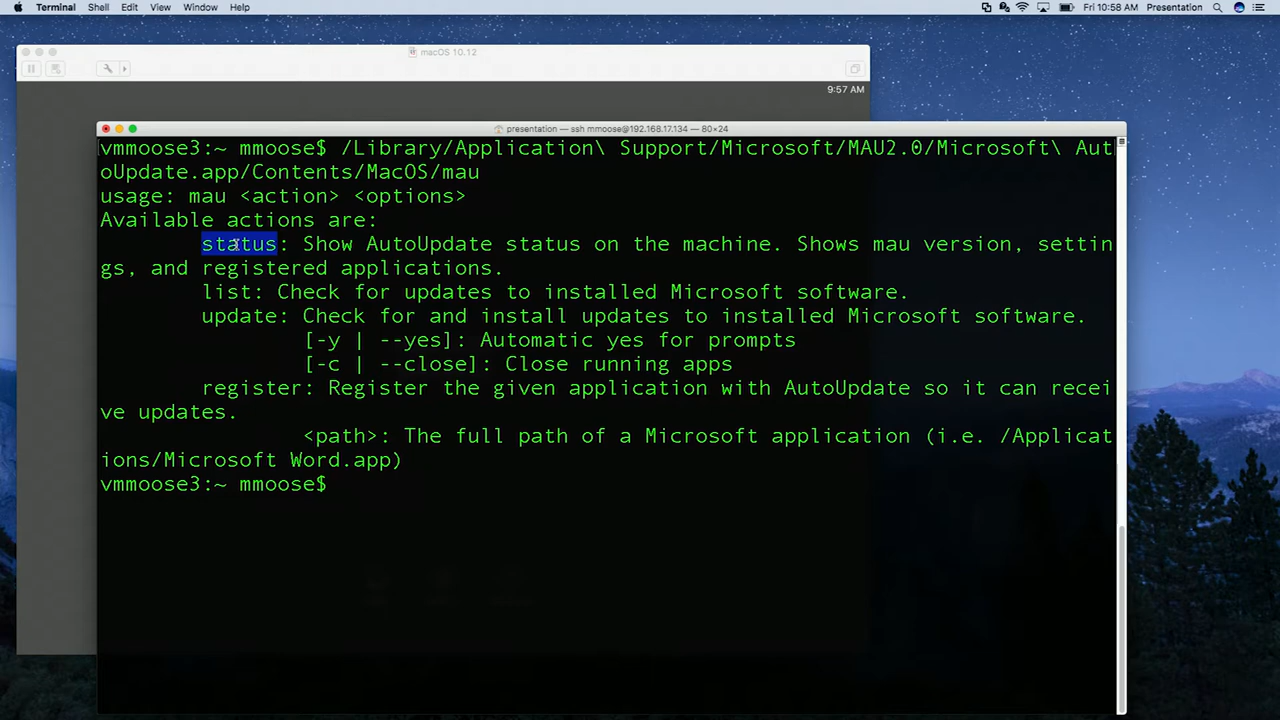 Terminal Shell Edit View Window Help Fri 10:58 AM Presentation
macOS 10.12
9:57 AM
presentation — ssh mmoose@192.168.17.134 — 80×24
vmmoose3:~ mmoose$ /Library/Application\ Support/Microsoft/MAU2.0/Microsoft\ Aut
oUpdate.app/Contents/MacOS/mau
usage: mau <action> <options>
Available actions are:
status: Show AutoUpdate status on the machine. Shows mau version, settin
gs, and registered applications.
list: Check for updates to installed Microsoft software.
update: Check for and install updates to installed Microsoft software.
[-y | --yes]: Automatic yes for prompts
[-c | --close]: Close running apps
register: Register the given application with AutoUpdate so it can recei
ve updates.
<path>: The full path of a Microsoft application (i.e. /Applicat
ions/Microsoft Word.app)
vmmoose3:~ mmoose$